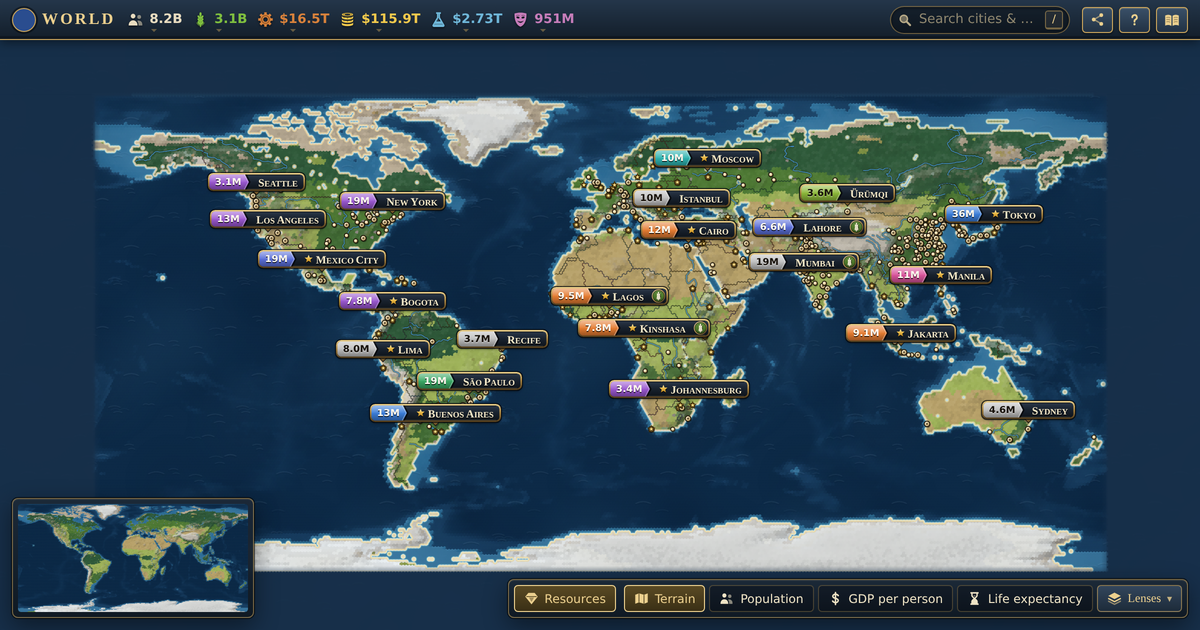 WORLD 8.2B 3.1B $16.5T $115.9T $2.73T 951M Search cities & ... / ?
10M ★ MOSCOW
3.1M SEATTLE
3.6M ÜRÜMQI
19M NEW YORK
10M ISTANBUL
36M ★ TOKYO
13M LOS ANGELES
12M ★ CAIRO
6.6M LAHORE
19M ★ MEXICO CITY
19M MUMBAI
11M ★ MANILA
7.8M ★ BOGOTA
9.5M ★ LAGOS
7.8M ★ KINSHASA
9.1M ★ JAKARTA
3.7M RECIFE
8.0M ★ LIMA
19M SÃO PAULO
3.4M ★ JOHANNESBURG
13M ★ BUENOS AIRES
4.6M SYDNEY
Resources Terrain Population $ GDP per person Life expectancy Lenses ▾